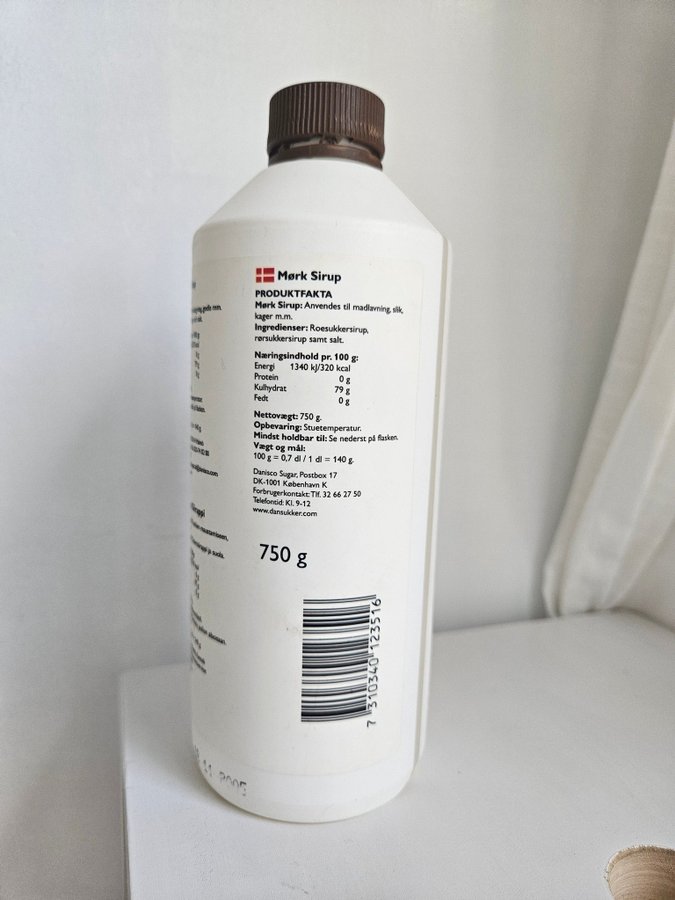 Mørk Sirup
PRODUKTFAKTA
Mørk Sirup: Anvendes til madlavning, slik,
kager m.m.
Ingredienser: Roesukkersirup,
rørsukkersirup samt salt.
Næringsindhold pr. 100 g:
Energi 1340 kJ/320 kcal
Protein 0 g
Kulhydrat 79 g
Fedt 0 g
Nettovægt: 750 g.
Opbevaring: Stuetemperatur.
Mindst holdbar til: Se nederst på flasken.
Vægt og mål:
100 g = 0,7 dl / 1 dl = 140 g.
Danisco Sugar, Postbox 17
DK-1001 København K
Forbrugerkontakt: Tlf. 32 66 27 50
Telefontid: Kl. 9-12
www.dansukker.com
750 g
7 310340 123516
11 2005